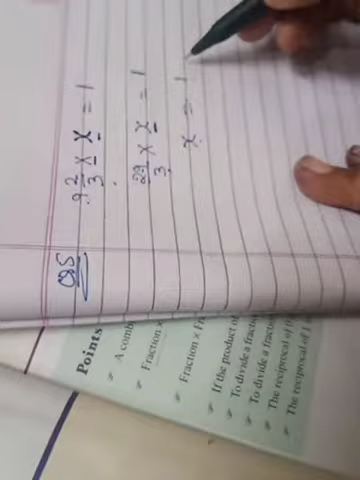 Q5
9 2/3 × x = 1
29/3 × x = 1
x = 1
Points
A comb
Fraction ×
Fraction × Fr
If the product of
To divide a fractio
To divide a fract
The reciprocal of
The reciprocal of 1